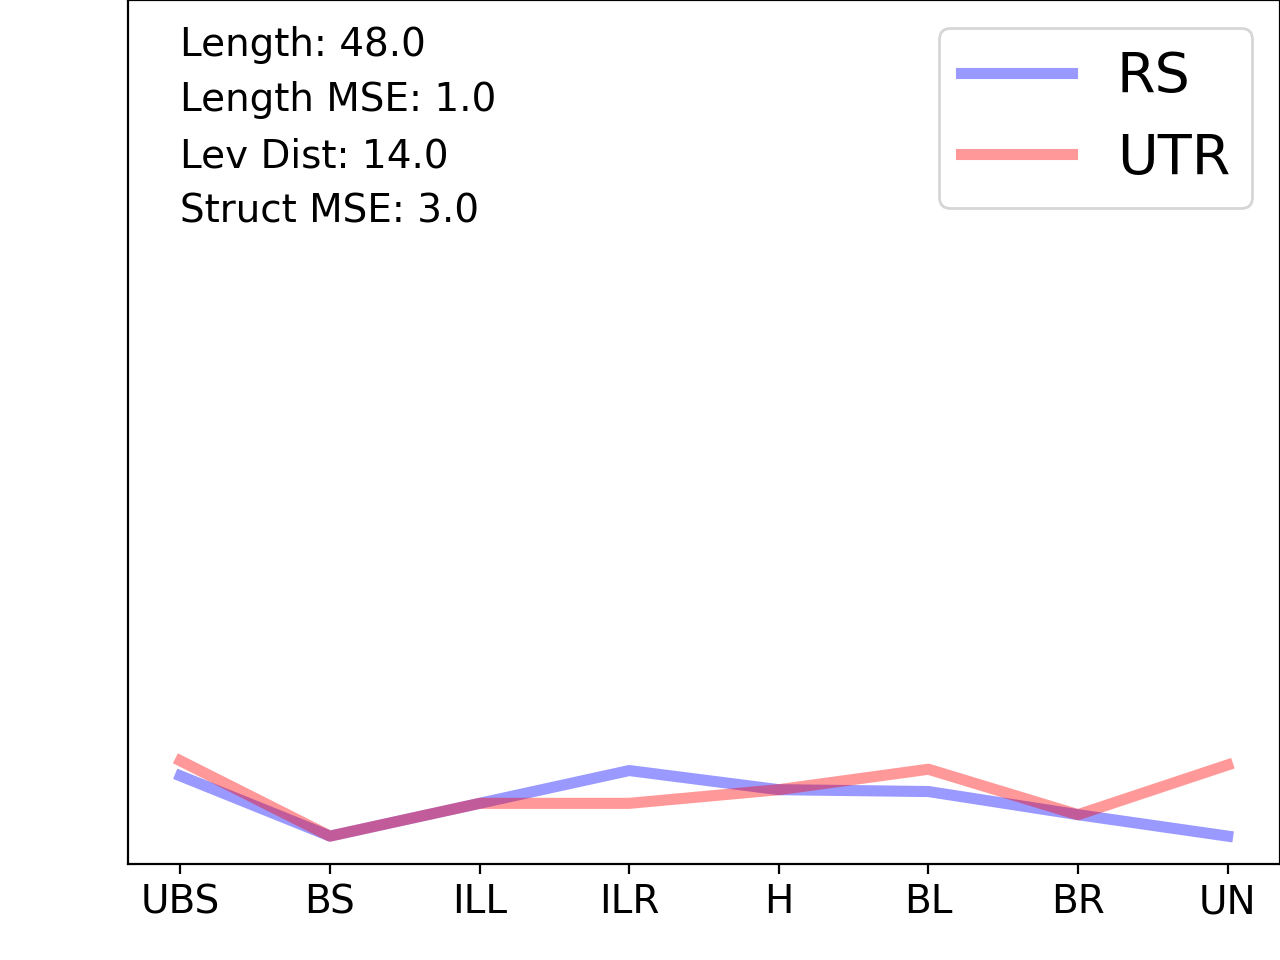 Length: 48.0
Length MSE: 1.0
Lev Dist: 14.0
Struct MSE: 3.0
RS
UTR
UBS BS ILL ILR H BL BR UN